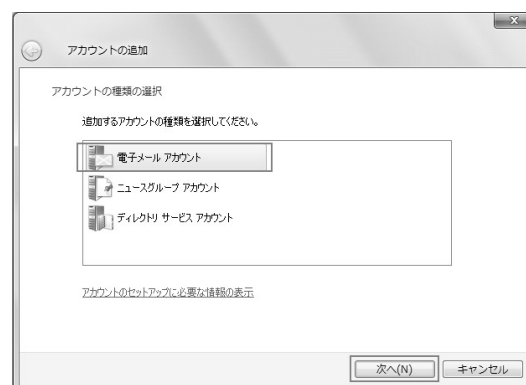 アカウントの追加
アカウントの種類の選択
追加するアカウントの種類を選択してください。
電子メール アカウント
ニュースグループ アカウント
ディレクトリ サービス アカウント
アカウントのセットアップに必要な情報の表示
次へ(N)
キャンセル